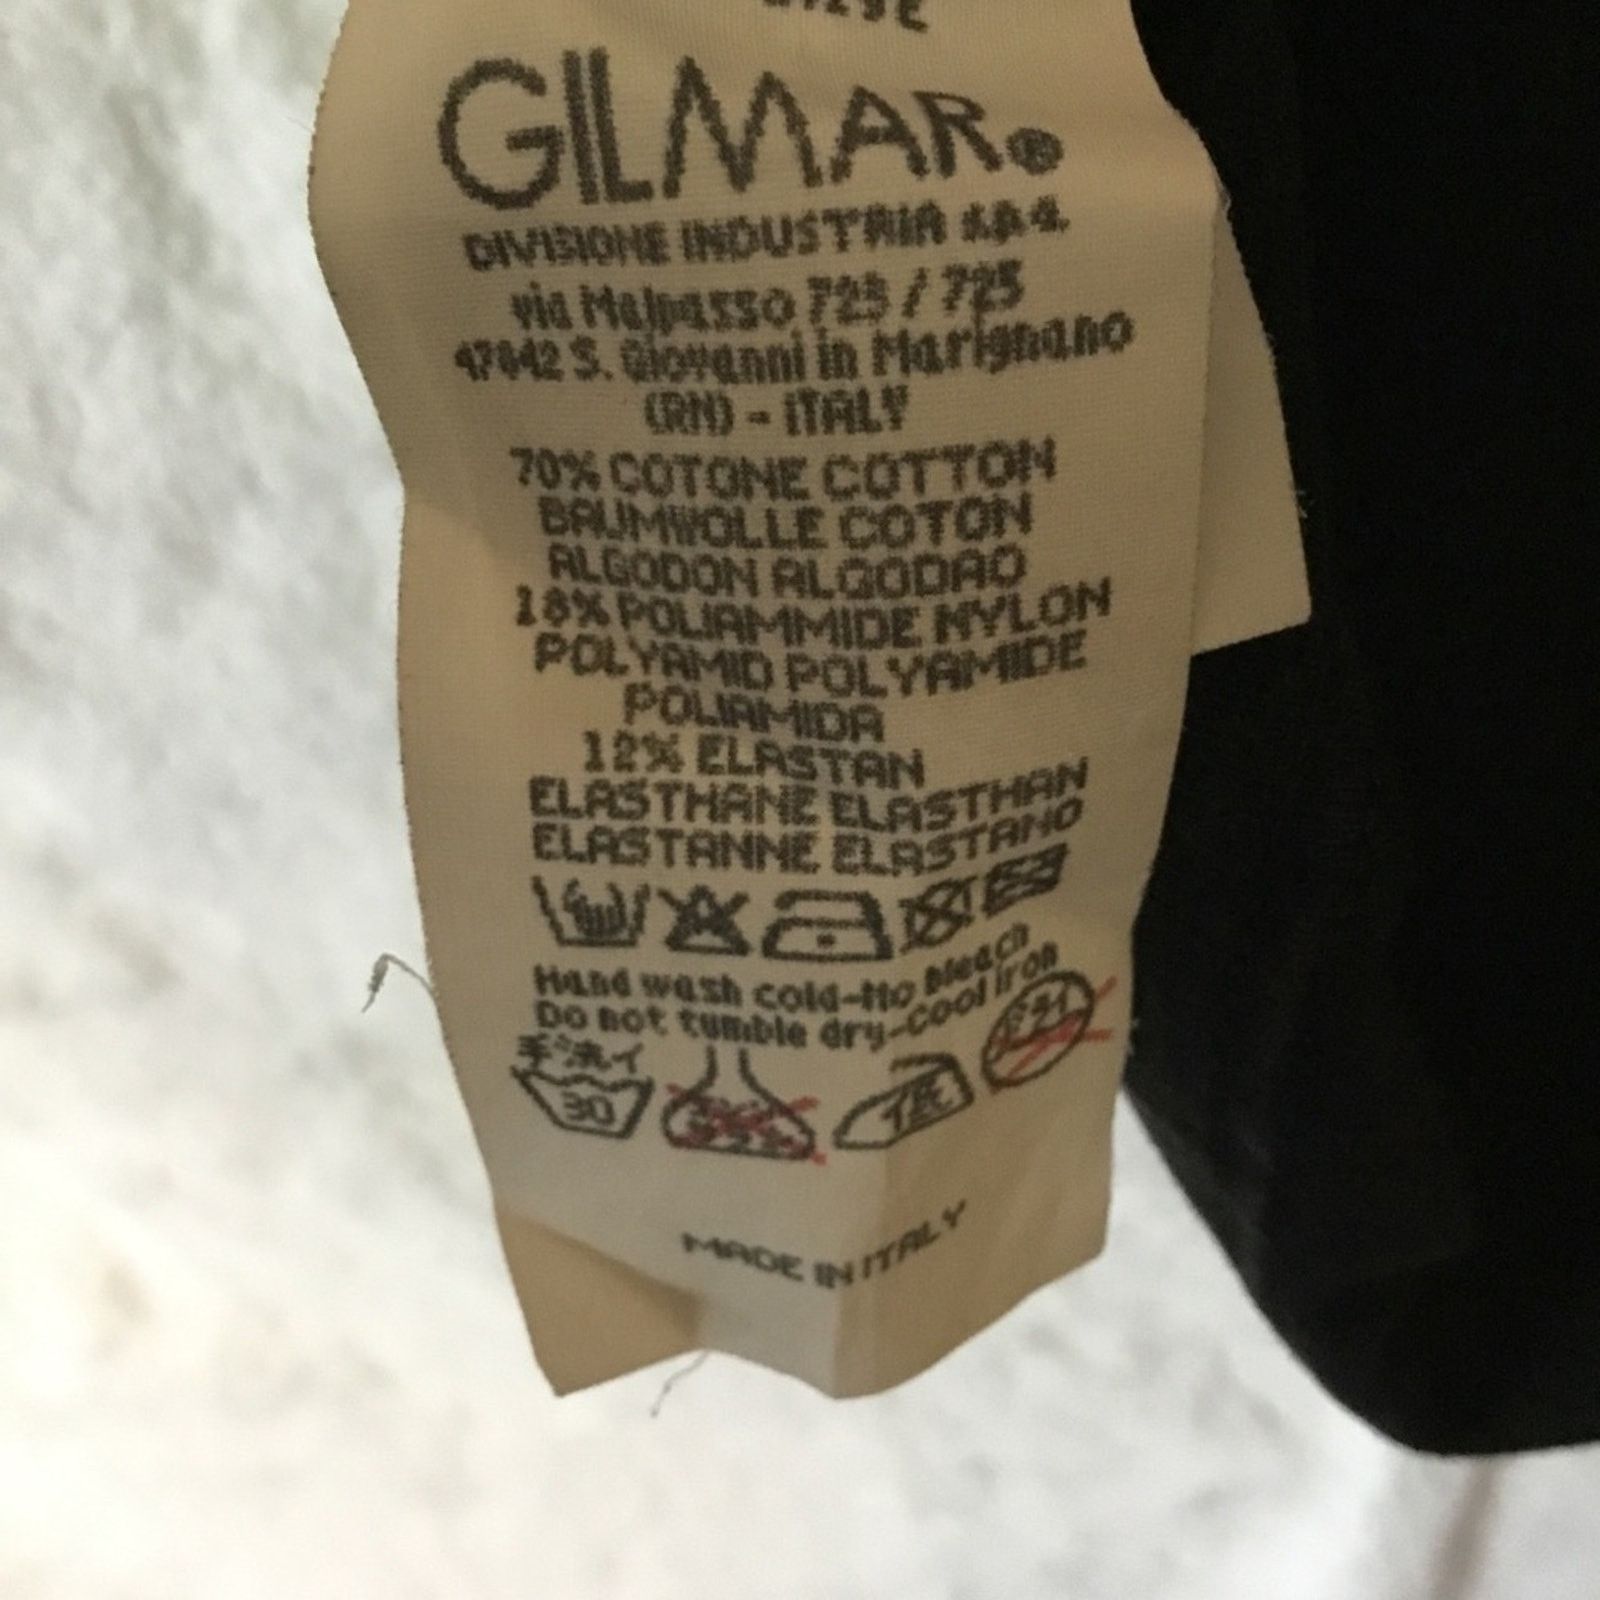 GILMAR®
DIVISIONE INDUSTRIA s.p.a.
via Malpasso 723 / 725
47842 S. Giovanni in Marignano
(RN) - ITALY
70% COTONE COTTON
BAUMWOLLE COTON
ALGODON ALGODAO
18% POLIAMMIDE NYLON
POLYAMID POLYAMIDE
POLIAMIDA
12% ELASTAN
ELASTHANE ELASTHAN
ELASTANNE ELASTANO
Hand wash cold-No bleach
Do not tumble dry-Cool iron
手洗イ
30
低
MADE IN ITALY